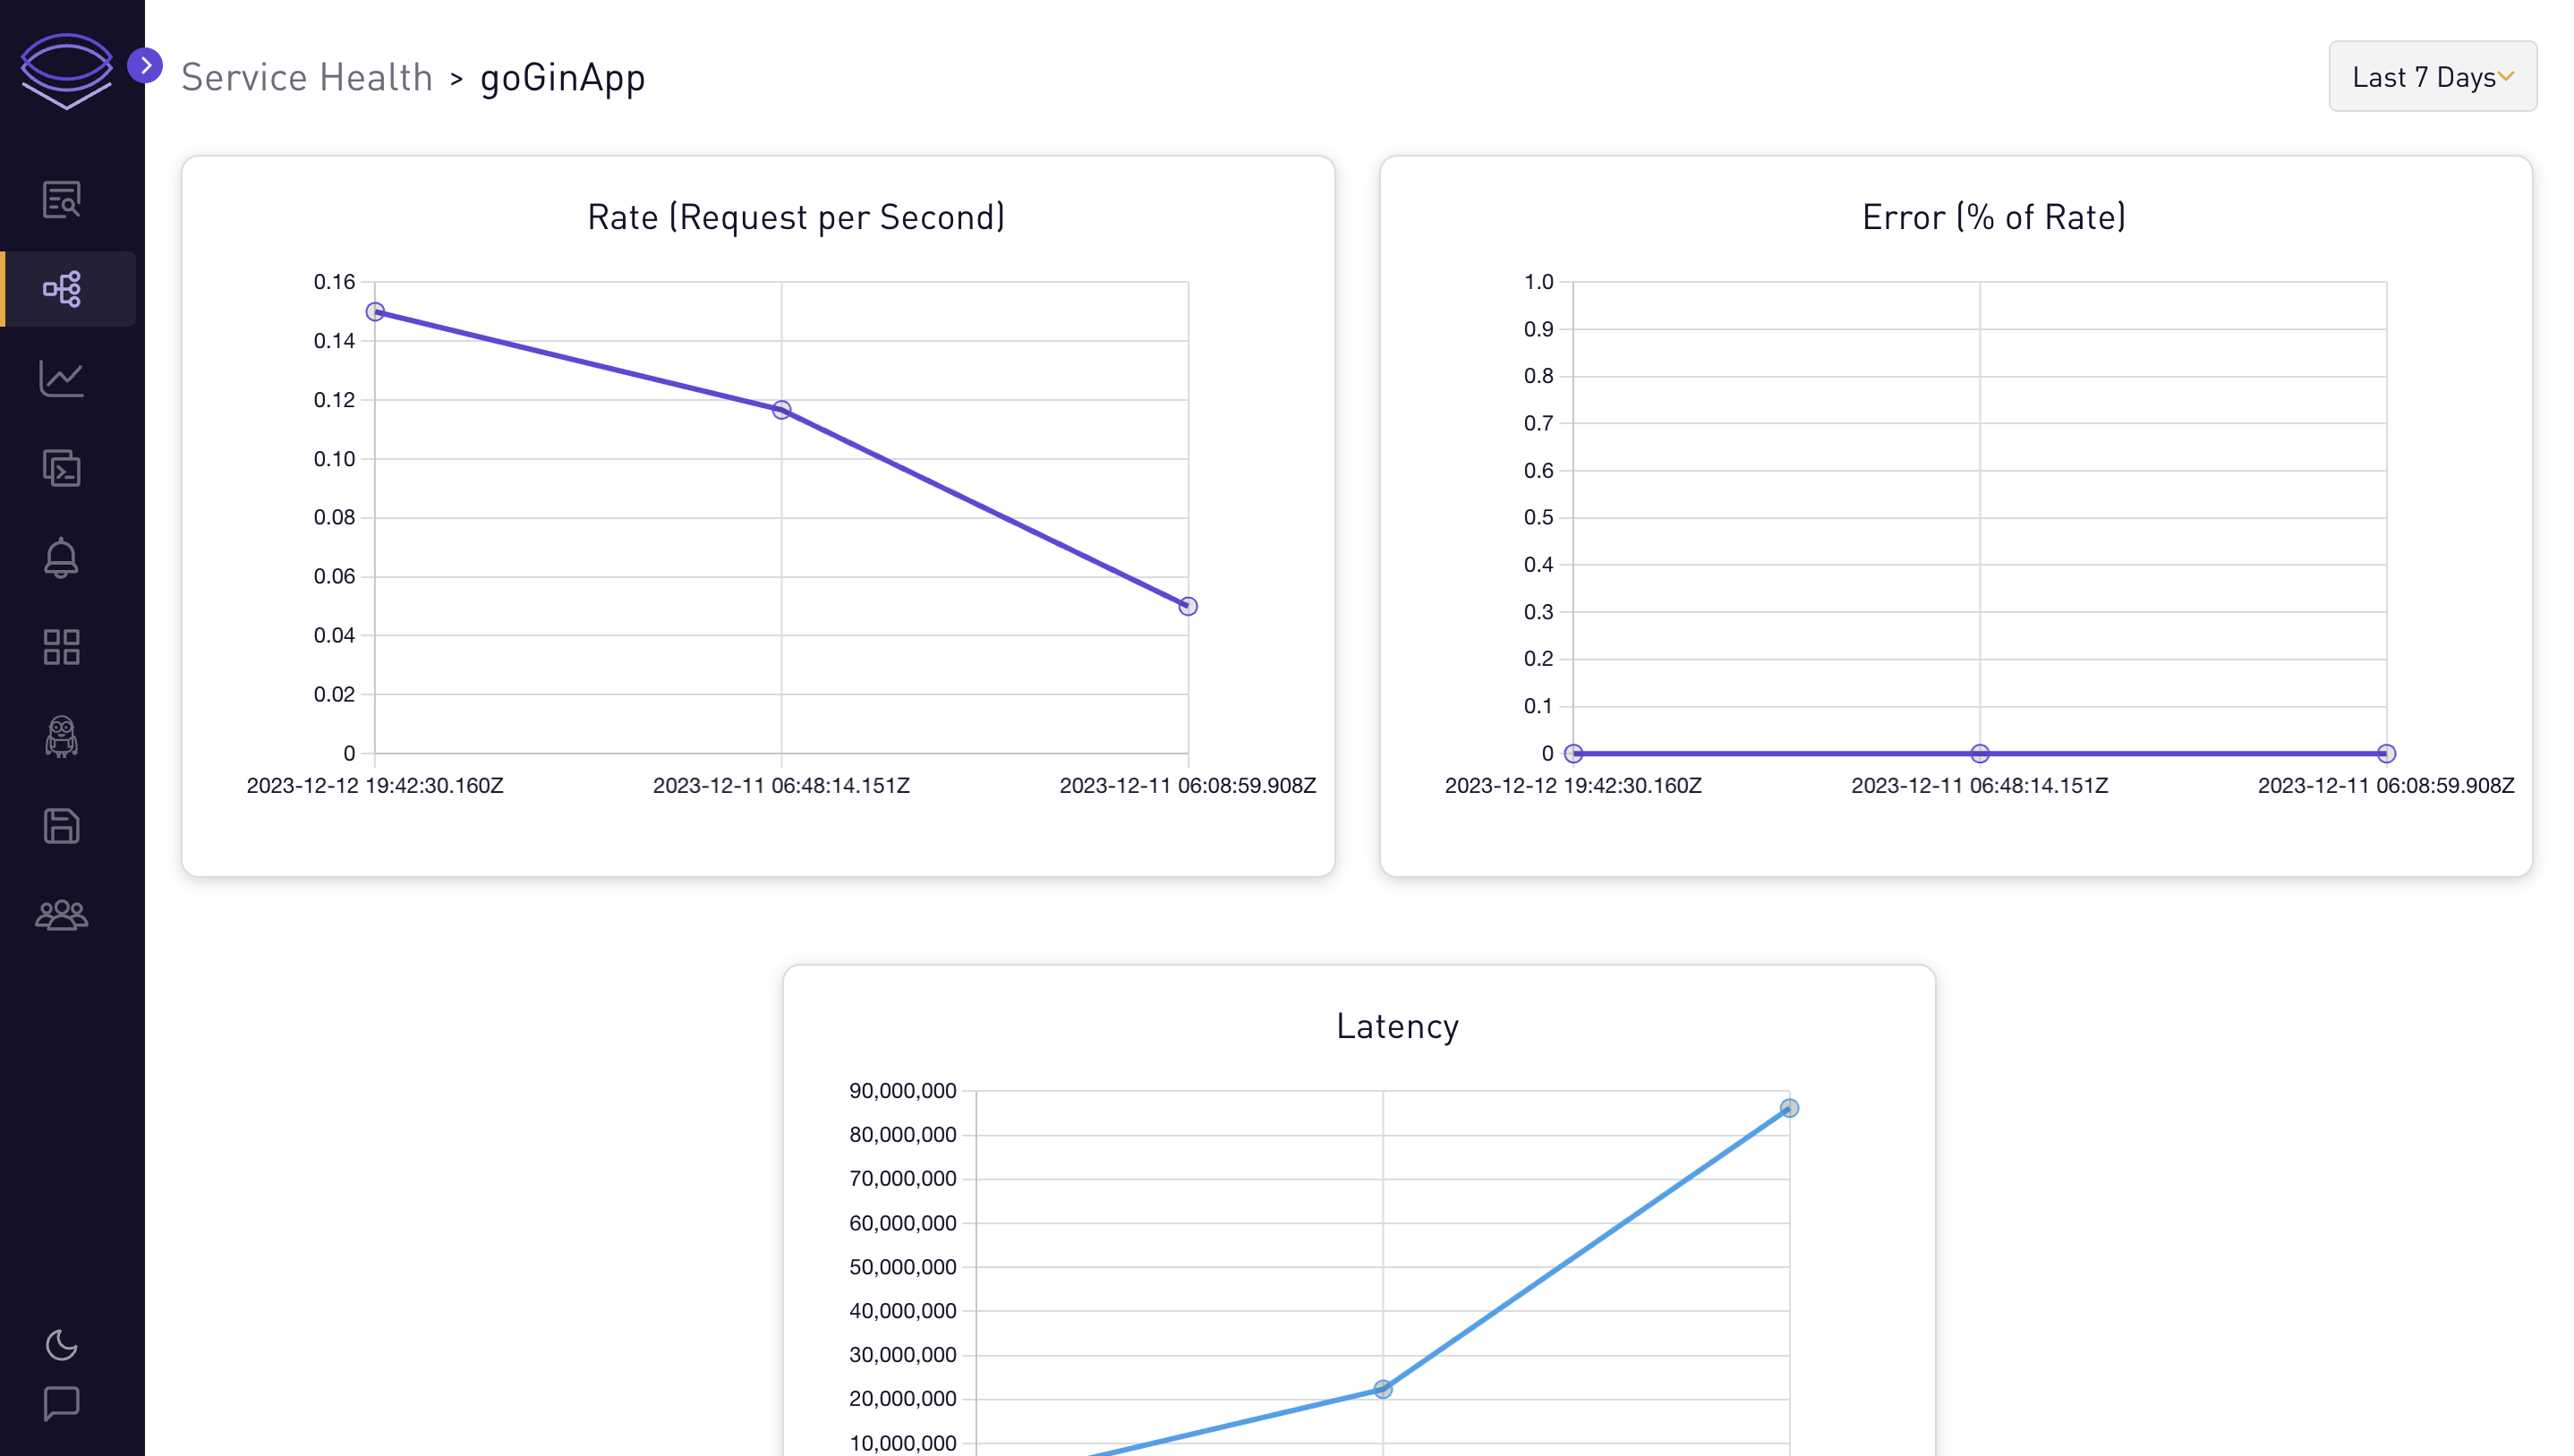 Service Health > goGinApp
Last 7 Days
Rate (Request per Second)
0.16
0.14
0.12
0.10
0.08
0.06
0.04
0.02
0
2023-12-12 19:42:30.160Z
2023-12-11 06:48:14.151Z
2023-12-11 06:08:59.908Z
Error (% of Rate)
1.0
0.9
0.8
0.7
0.6
0.5
0.4
0.3
0.2
0.1
0
2023-12-12 19:42:30.160Z
2023-12-11 06:48:14.151Z
2023-12-11 06:08:59.908Z
Latency
90,000,000
80,000,000
70,000,000
60,000,000
50,000,000
40,000,000
30,000,000
20,000,000
10,000,000